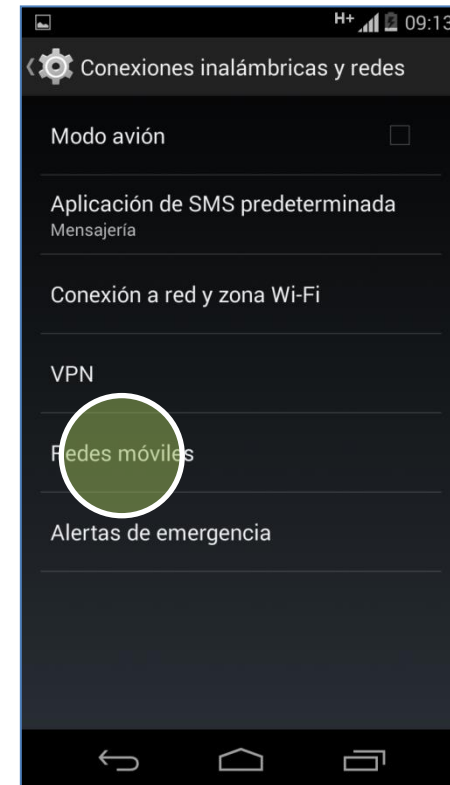 H+ 09:13
Conexiones inalámbricas y redes
Modo avión
Aplicación de SMS predeterminada
Mensajería
Conexión a red y zona Wi-Fi
VPN
Redes móviles
Alertas de emergencia